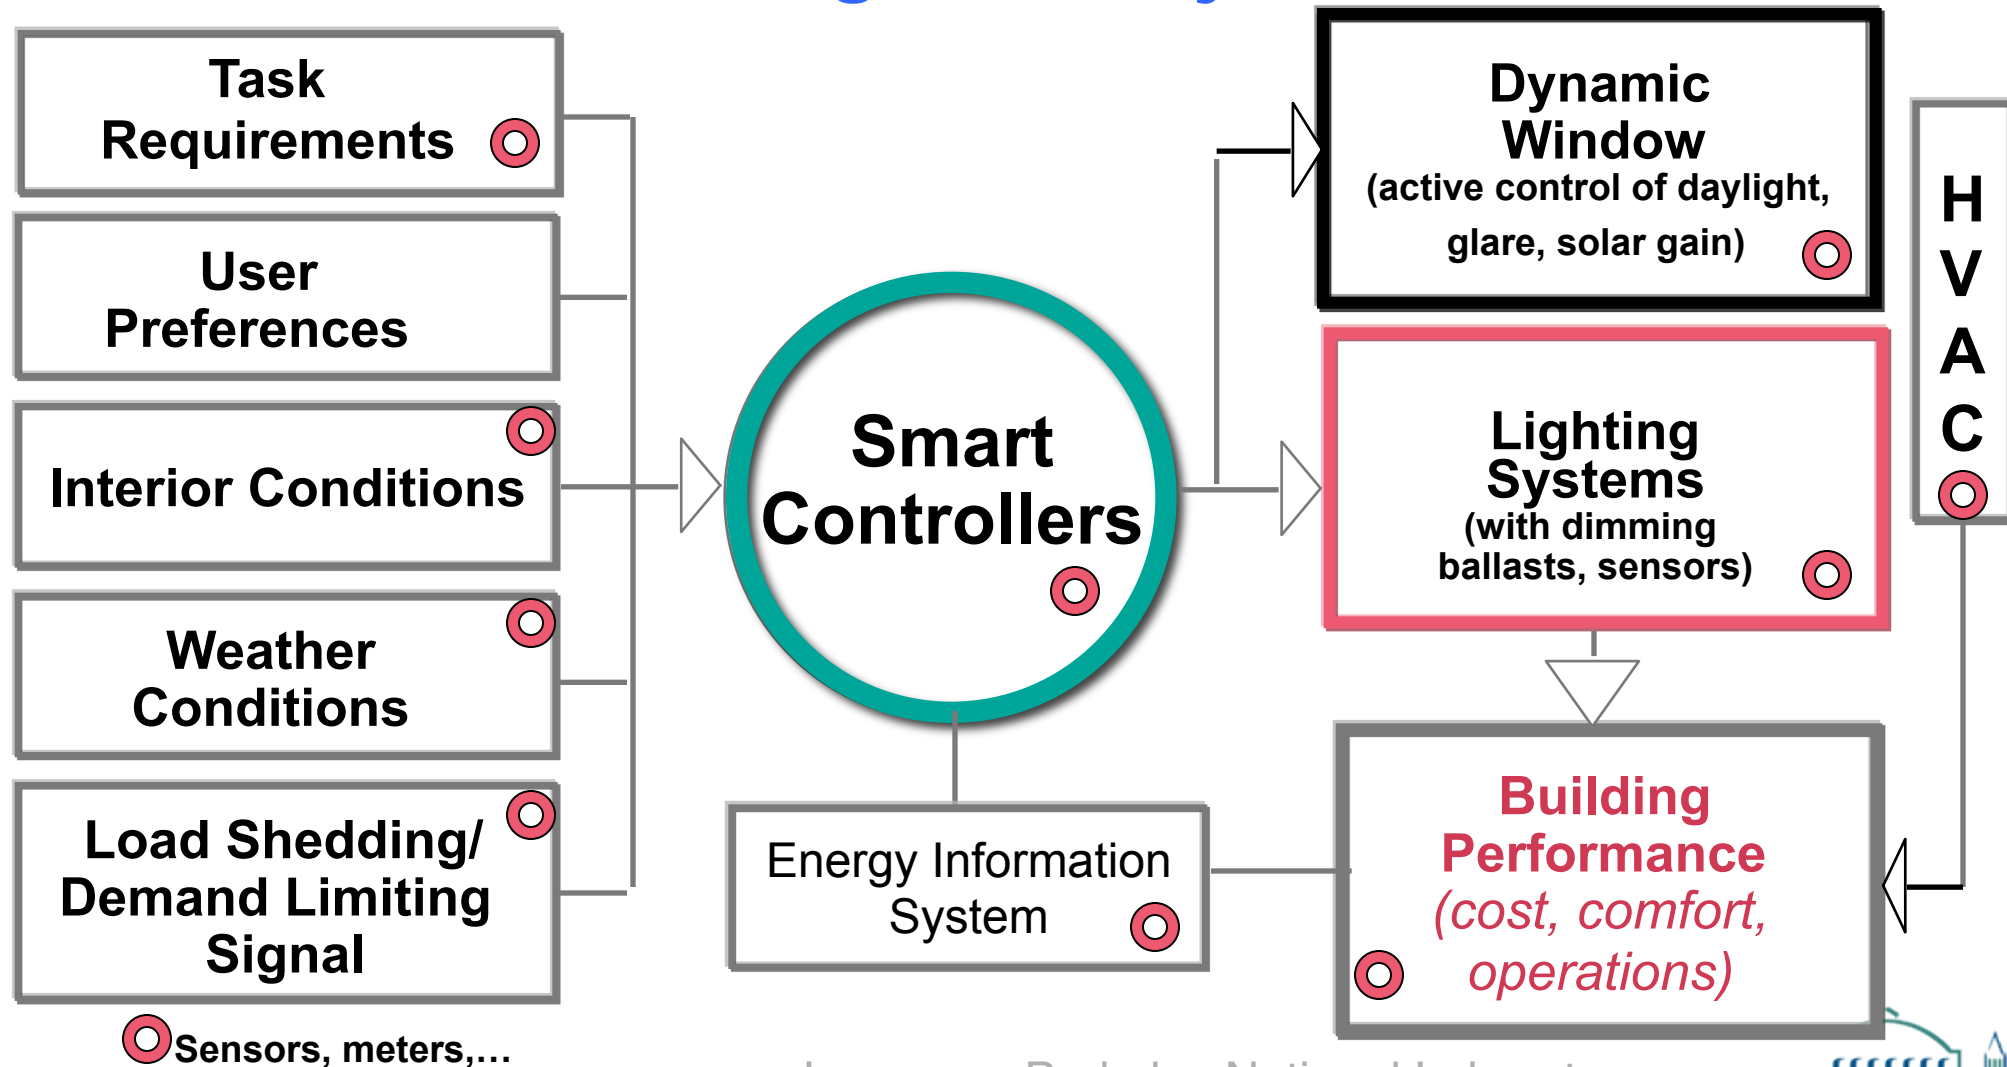 Task
Requirements
User
Preferences
Interior Conditions
Weather
Conditions
Load Shedding/
Demand Limiting
Signal
Sensors, meters,...
Smart
Controllers
Energy Information
System
Dynamic
Window
(active control of daylight,
glare, solar gain)
Lighting
Systems
(with dimming
ballasts, sensors)
Building
Performance
(cost, comfort,
operations)
H
V
A
C